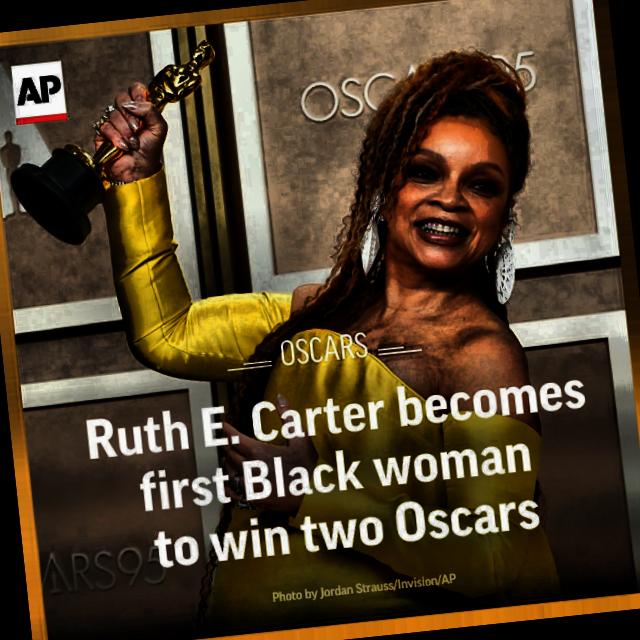 AP
OSCARS
Ruth E. Carter becomes
first Black woman
to win two Oscars
ARS95
Photo by Jordan Strauss/Invision/AP